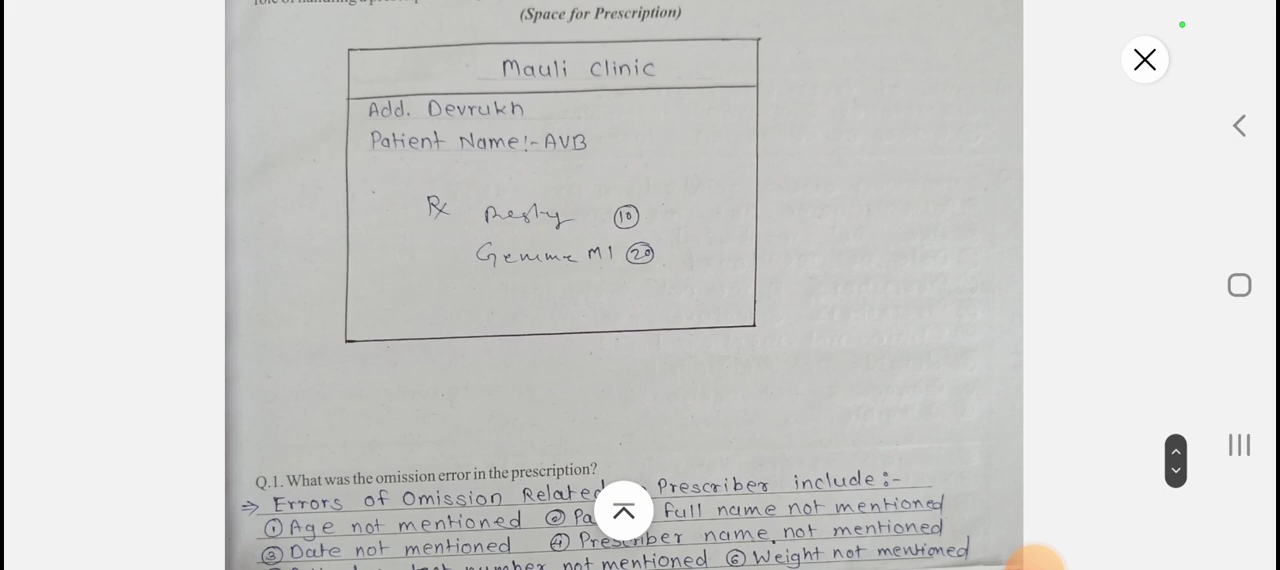 (Space for Prescription)
Mauli Clinic
Add. Devrukh
Patient Name:- AVB
Rx 10
Gemme M1 20
Q.1. What was the omission error in the prescription?
⇒ Errors of Omission Related Prescriber include :-
① Age not mentioned ② full name not mentioned
③ Date not mentioned ④ Prescriber name not mentioned
number not mentioned ⑥ Weight not mentioned